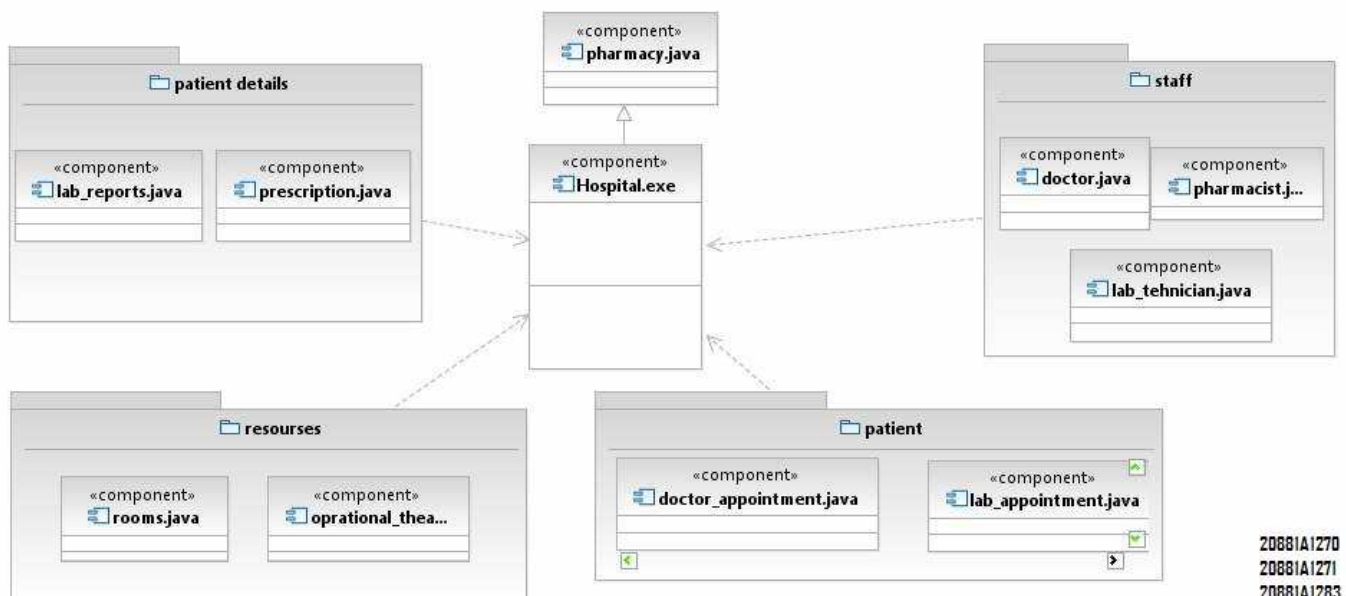 «component»
pharmacy.java
patient details
«component»
lab_reports.java
«component»
prescription.java
«component»
Hospital.exe
staff
«component»
doctor.java
«component»
pharmacist.j...
«component»
lab_tehnician.java
resourses
«component»
rooms.java
«component»
oprational_thea...
patient
«component»
doctor_appointment.java
«component»
lab_appointment.java
20881A1270
20881A1271
20881A1283